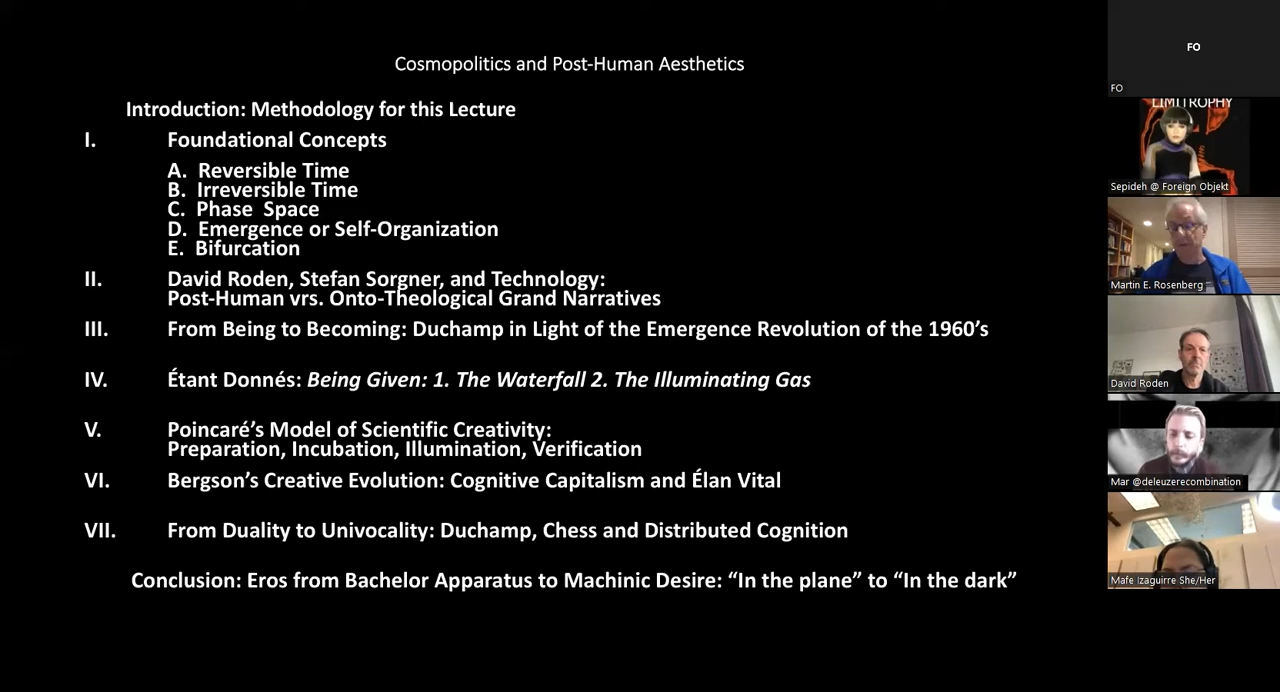 Cosmopolitics and Post-Human Aesthetics
Introduction: Methodology for this Lecture
I. Foundational Concepts
A. Reversible Time
B. Irreversible Time
C. Phase Space
D. Emergence or Self-Organization
E. Bifurcation
II. David Roden, Stefan Sorgner, and Technology:
Post-Human vrs. Onto-Theological Grand Narratives
III. From Being to Becoming: Duchamp in Light of the Emergence Revolution of the 1960’s
IV. Étant Donnés: Being Given: 1. The Waterfall 2. The Illuminating Gas
V. Poincaré’s Model of Scientific Creativity:
Preparation, Incubation, Illumination, Verification
VI. Bergson’s Creative Evolution: Cognitive Capitalism and Élan Vital
VII. From Duality to Univocality: Duchamp, Chess and Distributed Cognition
Conclusion: Eros from Bachelor Apparatus to Machinic Desire: “In the plane” to “In the dark”
FO
FO
LIMITROPHY
Sepideh @ Foreign Objekt
Martin E. Rosenberg
David Roden
Mar @deleuzerecombination
Mafe Izaguirre She/Her